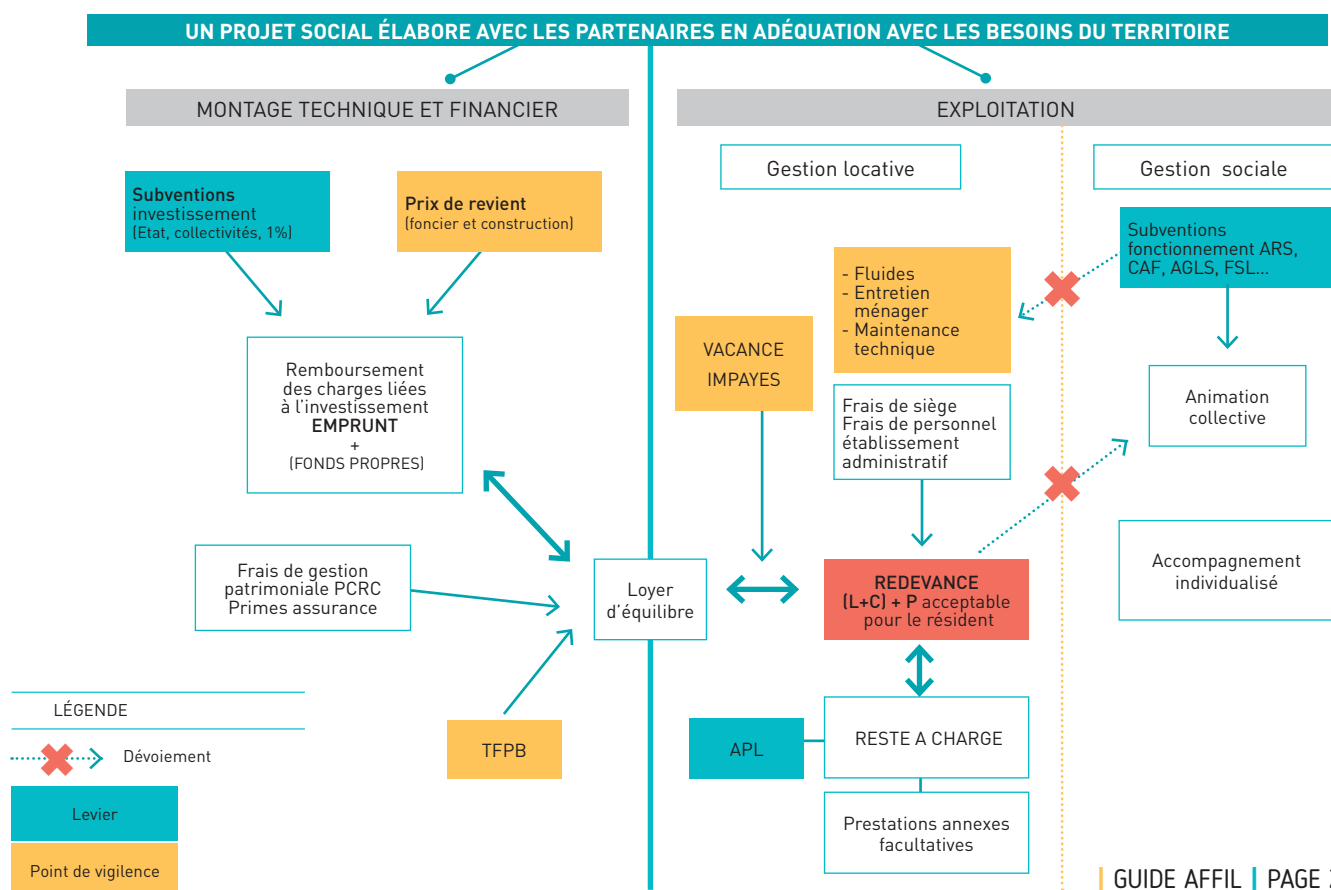 UN PROJET SOCIAL ÉLABORE AVEC LES PARTENAIRES EN ADÉQUATION AVEC LES BESOINS DU TERRITOIRE
MONTAGE TECHNIQUE ET FINANCIER
Subventions
investissement
(Etat, collectivités, 1%)
Prix de revient
(foncier et construction)
Remboursement
des charges liées
à l'investissement
EMPRUNT
+
(FONDS PROPRES)
Frais de gestion
patrimoniale PCRC
Primes assurance
TFPB
Loyer
d'équilibre
EXPLOITATION
Gestion locative
Gestion sociale
VACANCE
IMPAYES
- Fluides
- Entretien
ménager
- Maintenance
technique
Frais de siège
Frais de personnel
établissement
administratif
REDEVANCE
(L+C) + P acceptable
pour le résident
APL
RESTE A CHARGE
Prestations annexes
facultatives
Subventions
fonctionnement ARS,
CAF, AGLS, FSL...
Animation
collective
Accompagnement
individualisé
LÉGENDE
Dévoiement
Levier
Point de vigilence
| GUIDE AFFIL | PAGE